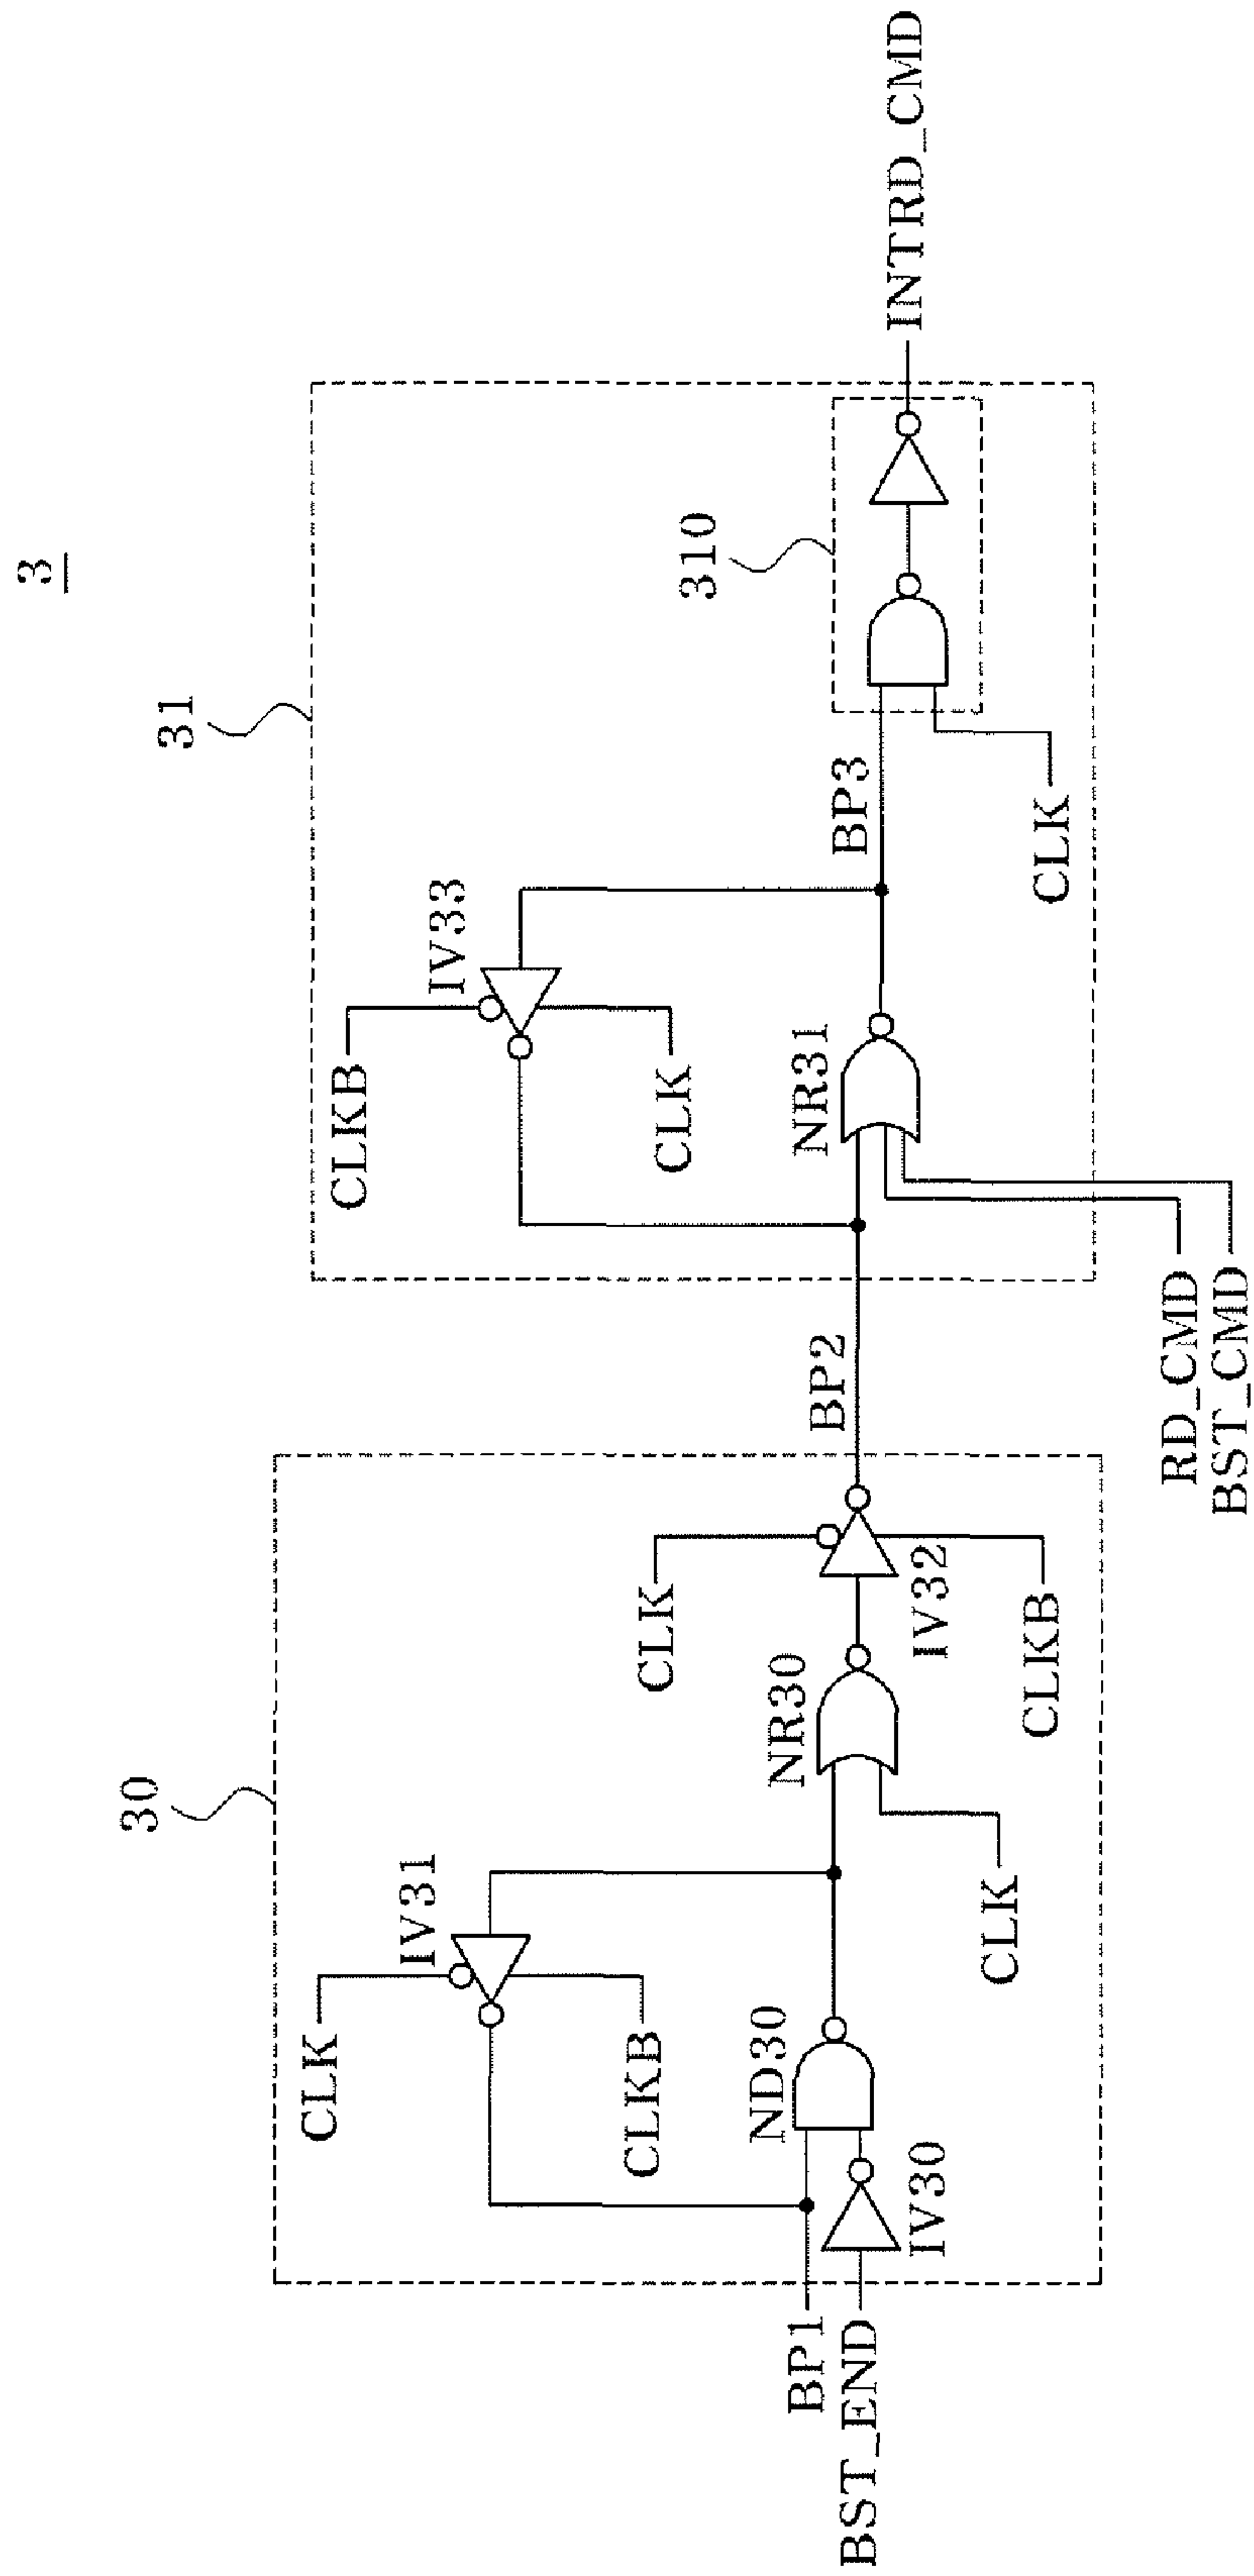 3
31
310
INTRD_CMD
CLKB
IV33
CLK
NR31
BP3
CLK
RD_CMD
BST_CMD
BP2
30
CLK
IV31
CLKB
ND30
IV30
NR30
CLK
CLK
IV32
CLKB
BP1
BST_END